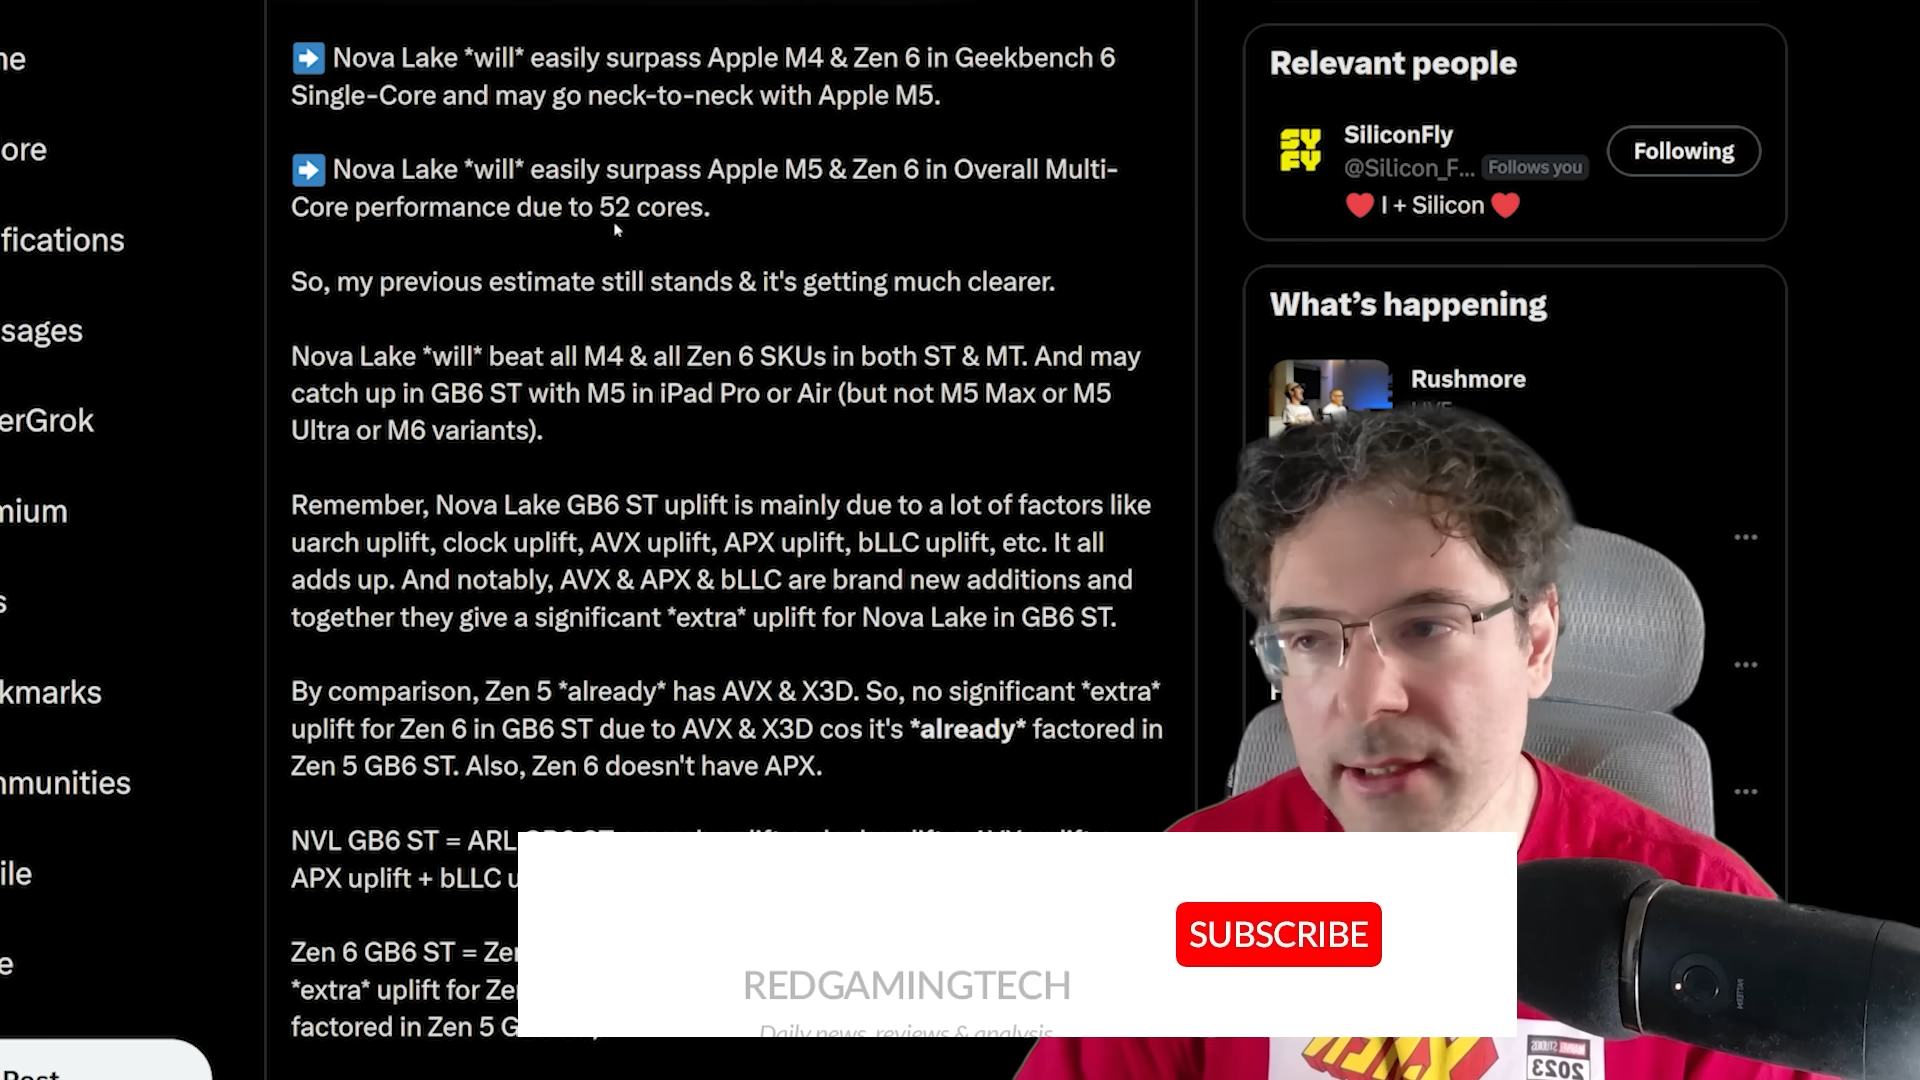 Nova Lake *will* easily surpass Apple M4 & Zen 6 in Geekbench 6
Single-Core and may go neck-to-neck with Apple M5.
Nova Lake *will* easily surpass Apple M5 & Zen 6 in Overall Multi-
Core performance due to 52 cores.
So, my previous estimate still stands & it's getting much clearer.
Nova Lake *will* beat all M4 & all Zen 6 SKUs in both ST & MT. And may
catch up in GB6 ST with M5 in iPad Pro or Air (but not M5 Max or M5
Ultra or M6 variants).
Remember, Nova Lake GB6 ST uplift is mainly due to a lot of factors like
uarch uplift, clock uplift, AVX uplift, APX uplift, bLLC uplift, etc. It all
adds up. And notably, AVX & APX & bLLC are brand new additions and
together they give a significant *extra* uplift for Nova Lake in GB6 ST.
By comparison, Zen 5 *already* has AVX & X3D. So, no significant *extra*
uplift for Zen 6 in GB6 ST due to AVX & X3D cos it's *already* factored in
Zen 5 GB6 ST. Also, Zen 6 doesn't have APX.
NVL GB6 ST = ARL
APX uplift + bLLC u
Zen 6 GB6 ST = Zen
*extra* uplift for Zen
factored in Zen 5 G
ne
ore
fications
sages
erGrok
mium
s
kmarks
mmunities
ile
e
Post
Relevant people
SiliconFly
@Silicon_F... Follows you
Following
I + Silicon
What's happening
Rushmore
LIVE
SUBSCRIBE
REDGAMINGTECH
Daily news, reviews & analysis
MARVEL STUDIOS
2023